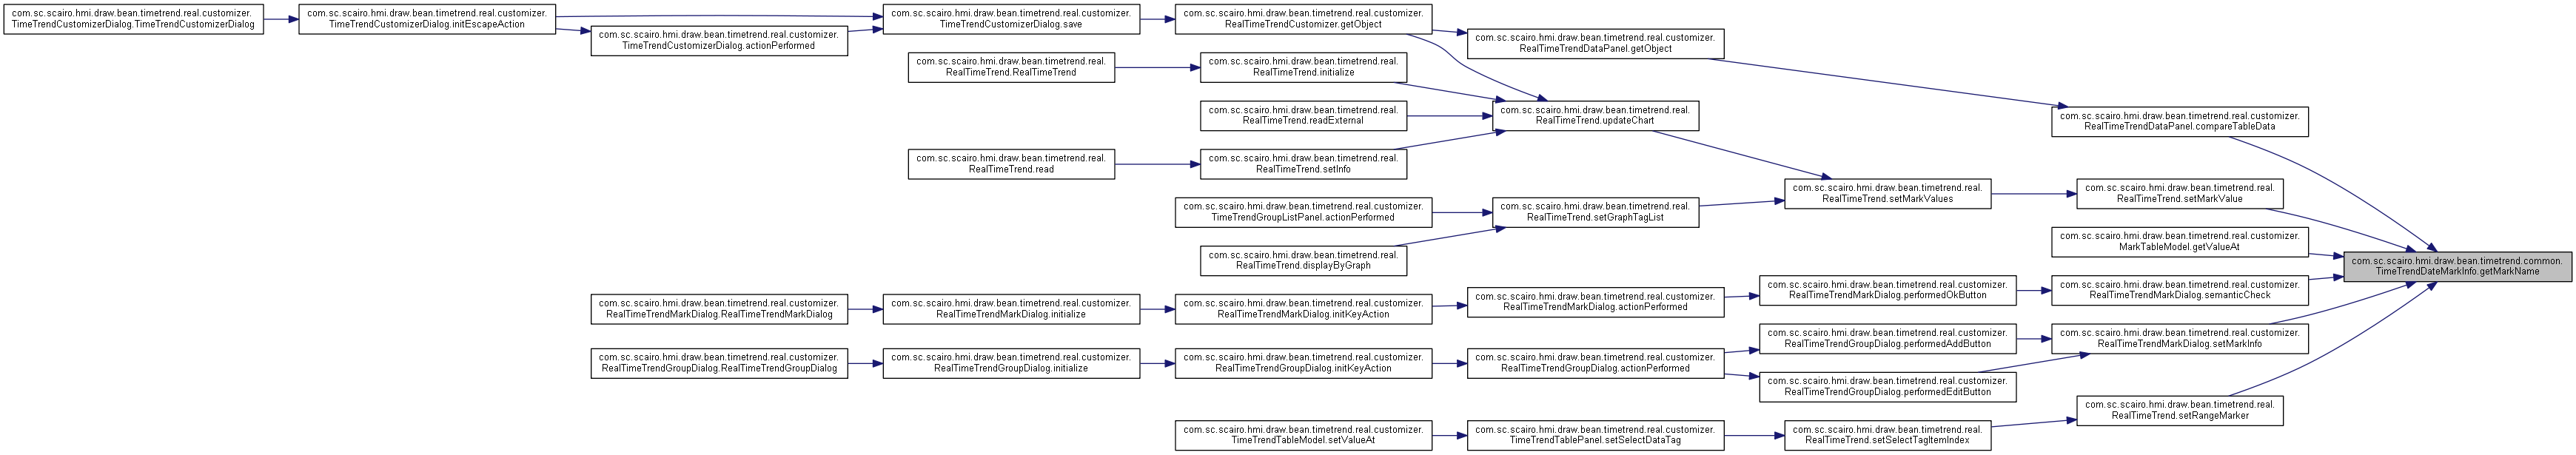 com.sc.scairo.hmi.draw.bean.timetrend.real.customizer.
TimeTrendCustomizerDialog.TimeTrendCustomizerDialog
com.sc.scairo.hmi.draw.bean.timetrend.real.customizer.
TimeTrendCustomizerDialog.initEscapeAction
com.sc.scairo.hmi.draw.bean.timetrend.real.customizer.
TimeTrendCustomizerDialog.actionPerformed
com.sc.scairo.hmi.draw.bean.timetrend.real.customizer.
TimeTrendCustomizerDialog.save
com.sc.scairo.hmi.draw.bean.timetrend.real.customizer.
RealTimeTrendCustomizer.getObject
com.sc.scairo.hmi.draw.bean.timetrend.real.customizer.
RealTimeTrendDataPanel.getObject
com.sc.scairo.hmi.draw.bean.timetrend.real.
RealTimeTrend.RealTimeTrend
com.sc.scairo.hmi.draw.bean.timetrend.real.
RealTimeTrend.initialize
com.sc.scairo.hmi.draw.bean.timetrend.real.
RealTimeTrend.readExternal
com.sc.scairo.hmi.draw.bean.timetrend.real.
RealTimeTrend.updateChart
com.sc.scairo.hmi.draw.bean.timetrend.real.customizer.
RealTimeTrendDataPanel.compareTableData
com.sc.scairo.hmi.draw.bean.timetrend.real.
RealTimeTrend.read
com.sc.scairo.hmi.draw.bean.timetrend.real.
RealTimeTrend.setInfo
com.sc.scairo.hmi.draw.bean.timetrend.real.
RealTimeTrend.setMarkValues
com.sc.scairo.hmi.draw.bean.timetrend.real.
RealTimeTrend.setMarkValue
com.sc.scairo.hmi.draw.bean.timetrend.real.customizer.
TimeTrendGroupListPanel.actionPerformed
com.sc.scairo.hmi.draw.bean.timetrend.real.
RealTimeTrend.setGraphTagList
com.sc.scairo.hmi.draw.bean.timetrend.real.customizer.
MarkTableModel.getValueAt
com.sc.scairo.hmi.draw.bean.timetrend.real.
RealTimeTrend.displayByGraph
com.sc.scairo.hmi.draw.bean.timetrend.common.
TimeTrendDateMarkInfo.getMarkName
com.sc.scairo.hmi.draw.bean.timetrend.real.customizer.
RealTimeTrendMarkDialog.RealTimeTrendMarkDialog
com.sc.scairo.hmi.draw.bean.timetrend.real.customizer.
RealTimeTrendMarkDialog.initialize
com.sc.scairo.hmi.draw.bean.timetrend.real.customizer.
RealTimeTrendMarkDialog.initKeyAction
com.sc.scairo.hmi.draw.bean.timetrend.real.customizer.
RealTimeTrendMarkDialog.actionPerformed
com.sc.scairo.hmi.draw.bean.timetrend.real.customizer.
RealTimeTrendMarkDialog.performedOkButton
com.sc.scairo.hmi.draw.bean.timetrend.real.customizer.
RealTimeTrendMarkDialog.semanticCheck
com.sc.scairo.hmi.draw.bean.timetrend.real.customizer.
RealTimeTrendGroupDialog.performedAddButton
com.sc.scairo.hmi.draw.bean.timetrend.real.customizer.
RealTimeTrendMarkDialog.setMarkInfo
com.sc.scairo.hmi.draw.bean.timetrend.real.customizer.
RealTimeTrendGroupDialog.RealTimeTrendGroupDialog
com.sc.scairo.hmi.draw.bean.timetrend.real.customizer.
RealTimeTrendGroupDialog.initialize
com.sc.scairo.hmi.draw.bean.timetrend.real.customizer.
RealTimeTrendGroupDialog.initKeyAction
com.sc.scairo.hmi.draw.bean.timetrend.real.customizer.
RealTimeTrendGroupDialog.actionPerformed
com.sc.scairo.hmi.draw.bean.timetrend.real.customizer.
RealTimeTrendGroupDialog.performedEditButton
com.sc.scairo.hmi.draw.bean.timetrend.real.
RealTimeTrend.setRangeMarker
com.sc.scairo.hmi.draw.bean.timetrend.real.customizer.
TimeTrendTableModel.setValueAt
com.sc.scairo.hmi.draw.bean.timetrend.real.customizer.
TimeTrendTablePanel.setSelectDataTag
com.sc.scairo.hmi.draw.bean.timetrend.real.
RealTimeTrend.setSelectTagItemIndex